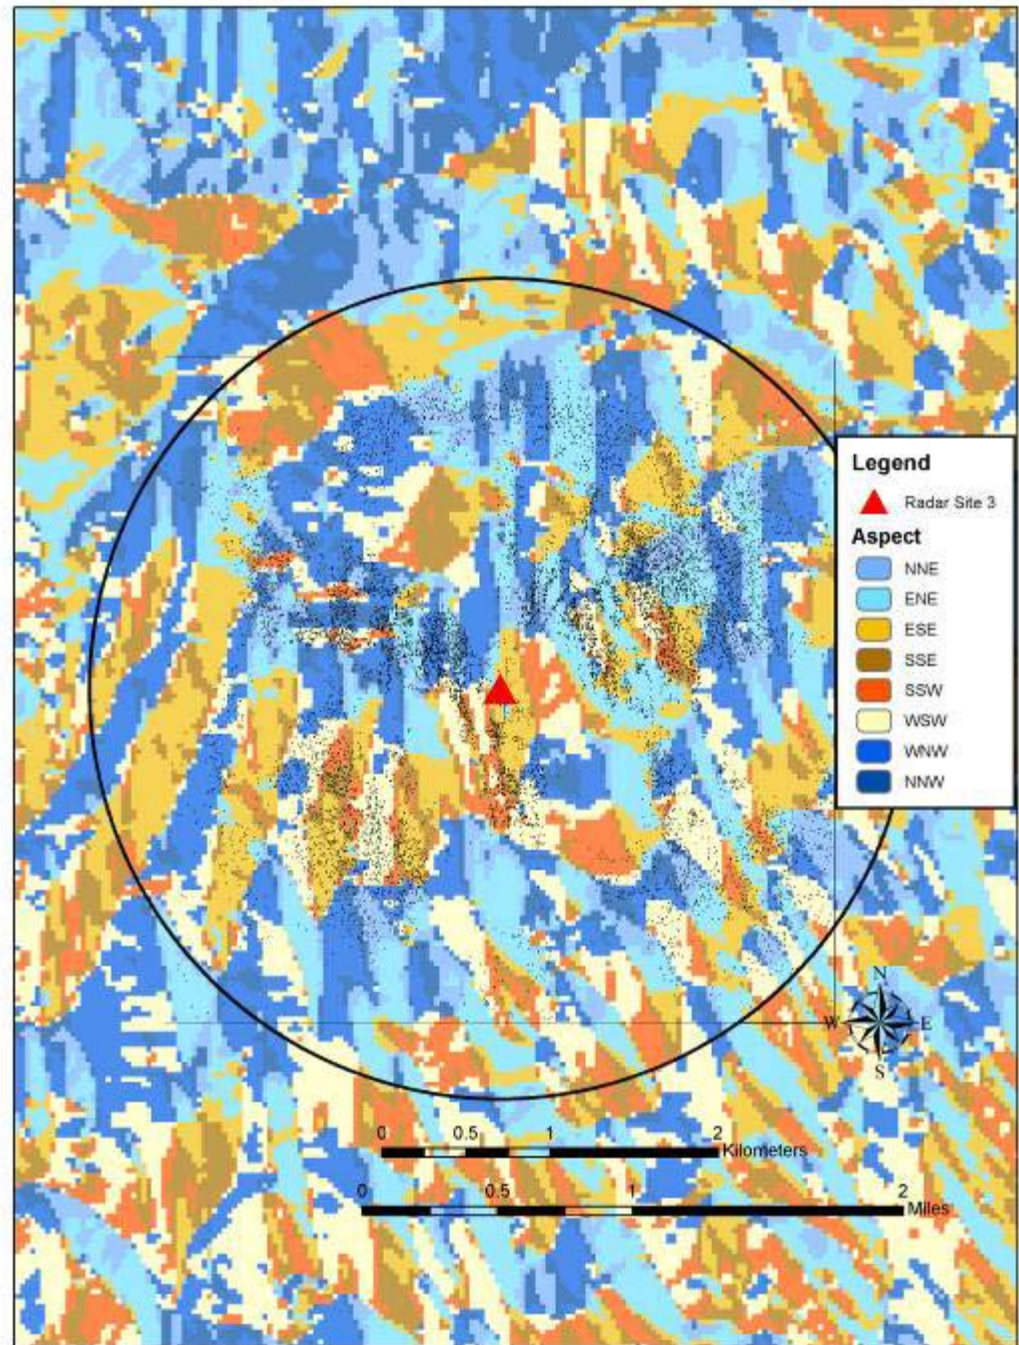 Legend
Radar Site 3
Aspect
NNE
ENE
ESE
SSE
SSW
WSW
WNW
NNW
N
W E
S
0 0.5 1 2
Kilometers
0 0.5 1 2
Miles